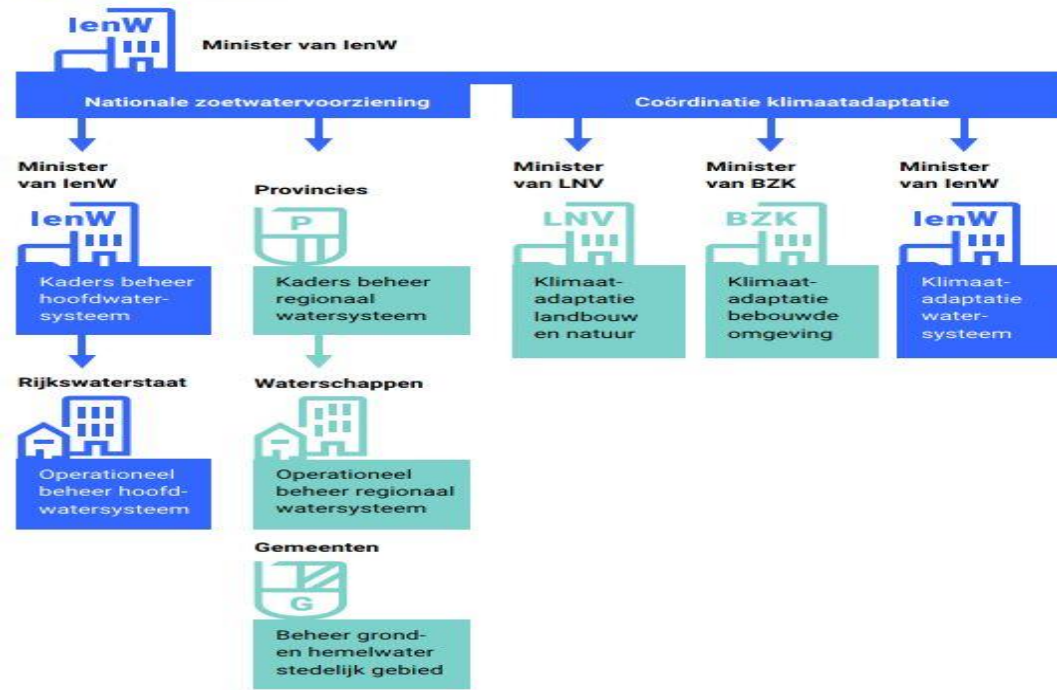 IenW
Minister van IenW
Nationale zoetwatervoorziening
Coördinatie klimaatadaptatie
Minister
van IenW
IenW
Kaders beheer
hoofdwater-
systeem
Provincies
P
Kaders beheer
regionaal
watersysteem
Minister
van LNV
LNV
Klimaat-
adaptatie
landbouw
en natuur
Minister
van BZK
BZK
Klimaat-
adaptatie
bebouwde
omgeving
Minister
van IenW
IenW
Klimaat-
adaptatie
water-
systeem
Rijkswaterstaat
Operationeel
beheer hoofd-
watersysteem
Waterschappen
Operationeel
beheer regionaal
watersysteem
Gemeenten
G
Beheer grond-
en hemelwater
stedelijk gebied